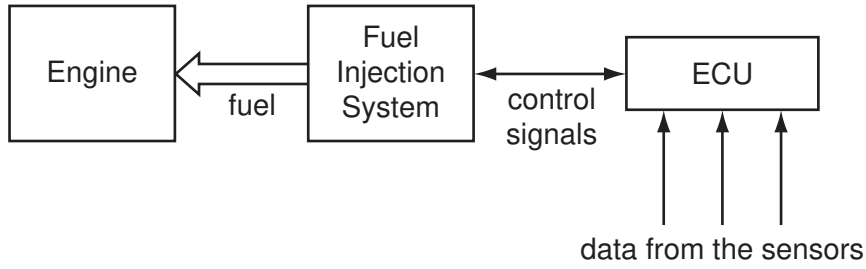 Engine
fuel
Fuel
Injection
System
control
signals
ECU
data from the sensors